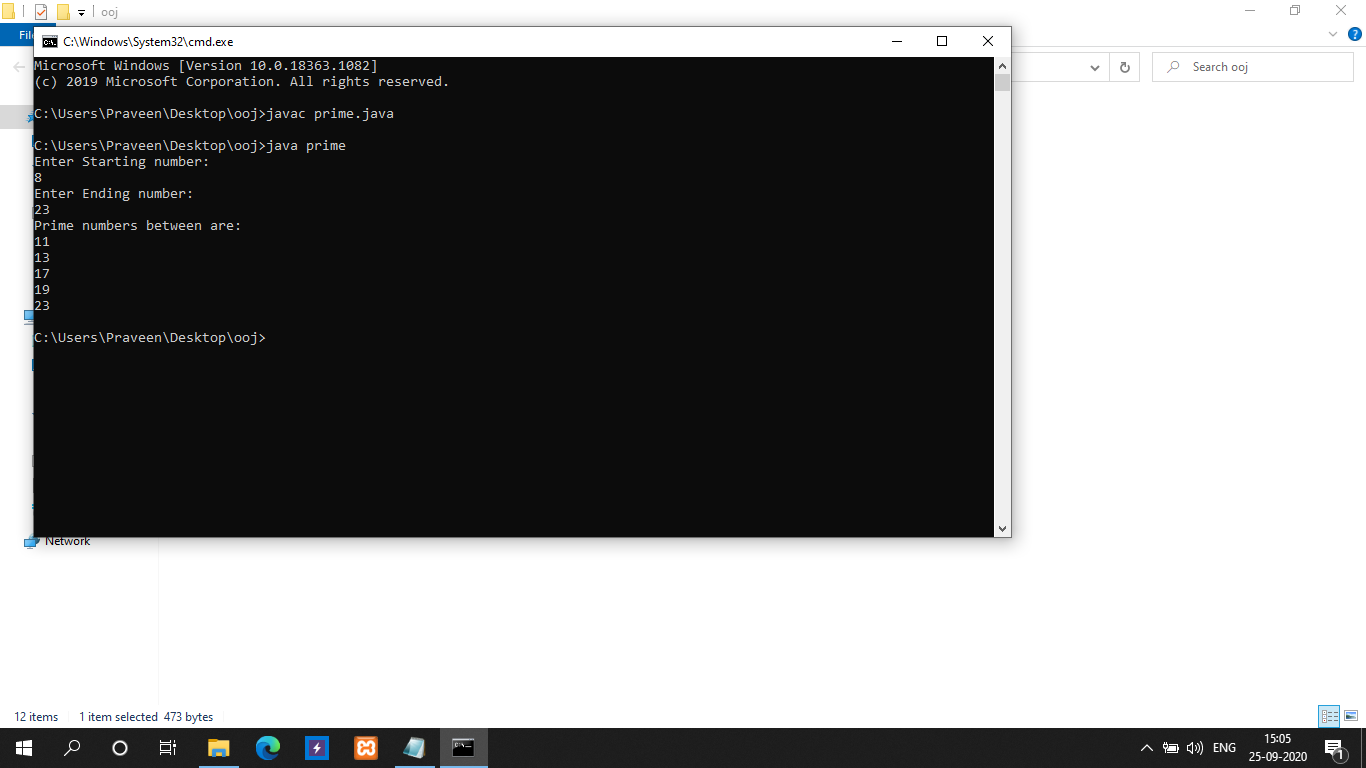 ooj
Fil
C:\Windows\System32\cmd.exe
Search ooj
Microsoft Windows [Version 10.0.18363.1082]
(c) 2019 Microsoft Corporation. All rights reserved.
C:\Users\Praveen\Desktop\ooj>javac prime.java
C:\Users\Praveen\Desktop\ooj>java prime
Enter Starting number:
8
Enter Ending number:
23
Prime numbers between are:
11
13
17
19
23
C:\Users\Praveen\Desktop\ooj>
Network
12 items 1 item selected 473 bytes
ENG
15:05
25-09-2020
1